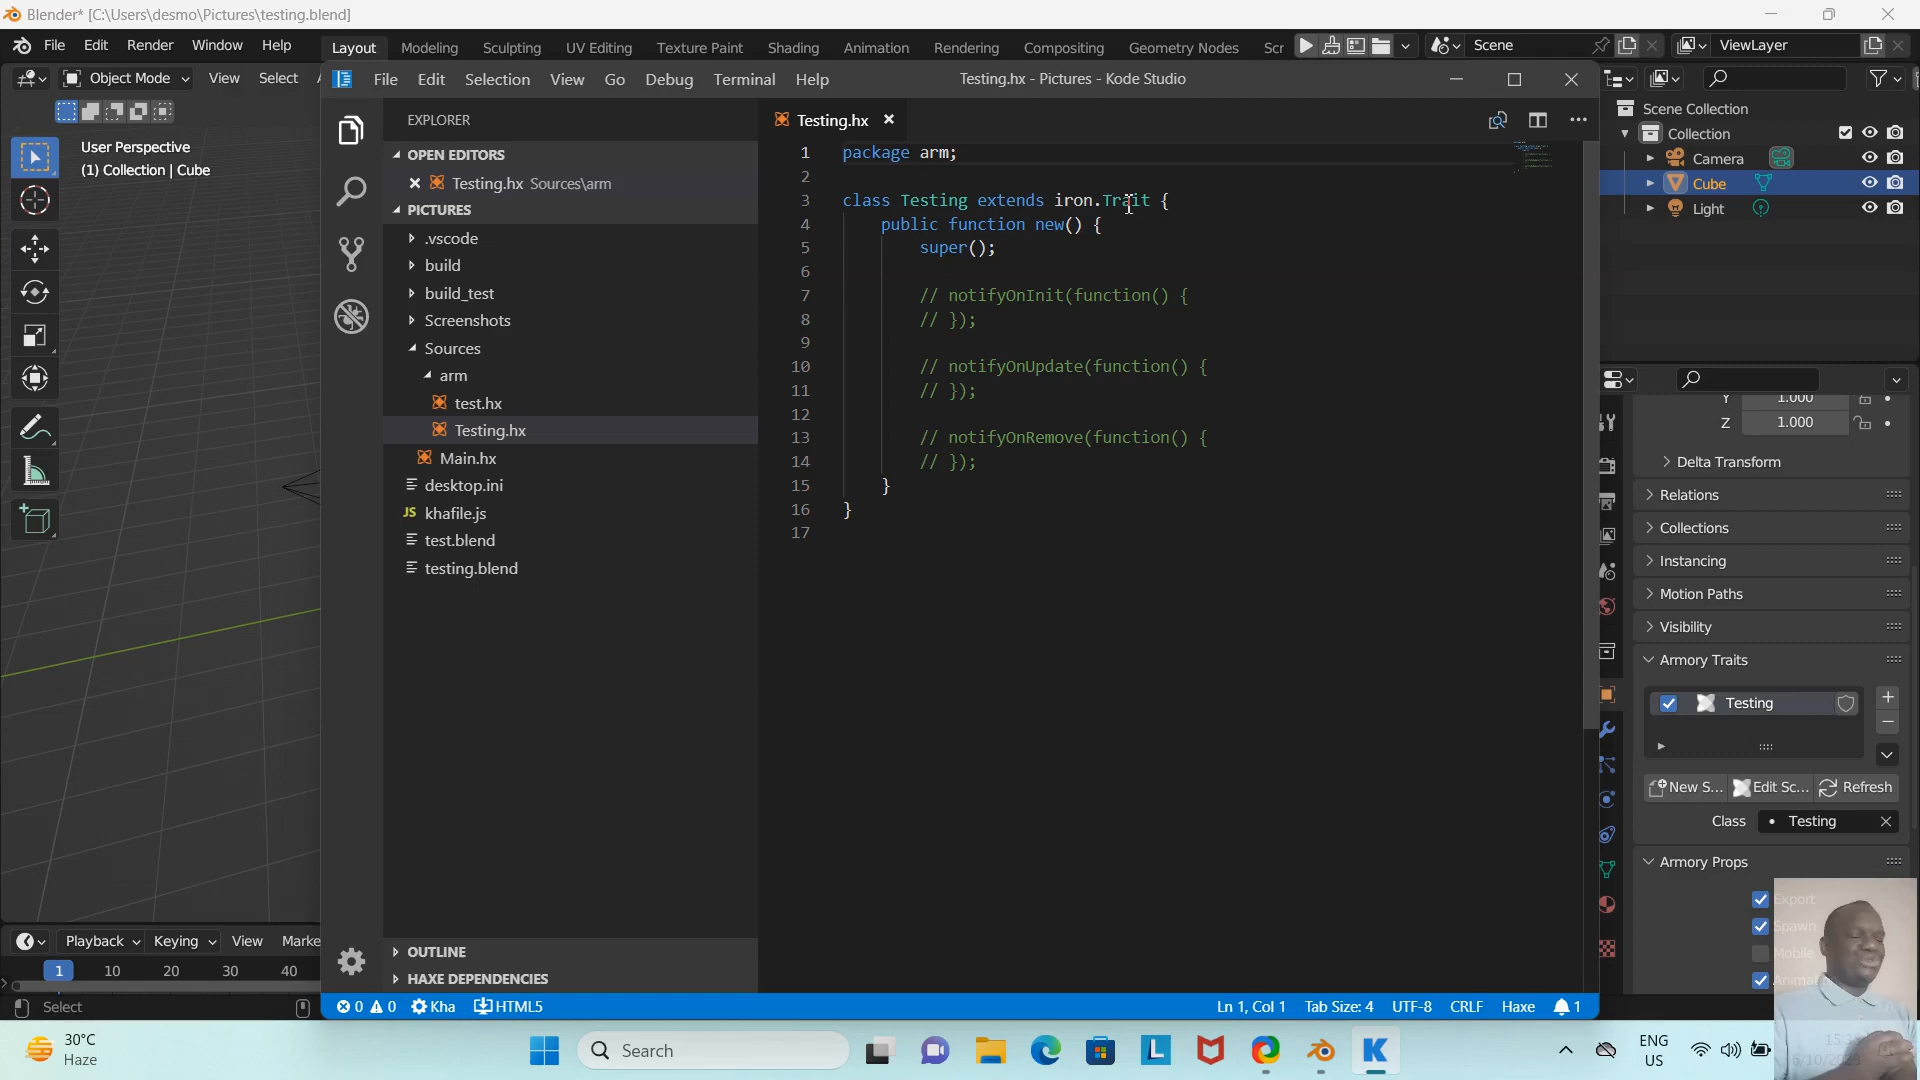 Blender* [C:\Users\desmo\Pictures\testing.blend]
File Edit Render Window Help
Layout Modeling Sculpting UV Editing Texture Paint Shading Animation Rendering Compositing Geometry Nodes Scr
Scene
ViewLayer
Object Mode View Select
User Perspective
(1) Collection | Cube
File Edit Selection View Go Debug Terminal Help
Testing.hx - Pictures - Kode Studio
EXPLORER
OPEN EDITORS
Testing.hx Sources\arm
PICTURES
.vscode
build
build_test
Screenshots
Sources
arm
test.hx
Testing.hx
Main.hx
desktop.ini
JS khafile.js
test.blend
testing.blend
OUTLINE
HAXE DEPENDENCIES
Testing.hx
1 package arm;
2
3 class Testing extends iron.Trait {
4 public function new() {
5 super();
6
7 // notifyOnInit(function() {
8 // });
9
10 // notifyOnUpdate(function() {
11 // });
12
13 // notifyOnRemove(function() {
14 // });
15 }
16 }
17
0 0 Kha HTML5
Ln 1, Col 1 Tab Size: 4 UTF-8 CRLF Haxe 1
Scene Collection
Collection
Camera
Cube
Light
Y 1.000
Z 1.000
Delta Transform
Relations
Collections
Instancing
Motion Paths
Visibility
Armory Traits
Testing
New S... Edit Sc... Refresh
Class Testing
Armory Props
Export
Spawn
Mobile
Playback Keying View Marke
1 10 20 30 40
Select
30°C
Haze
Search
ENG
US